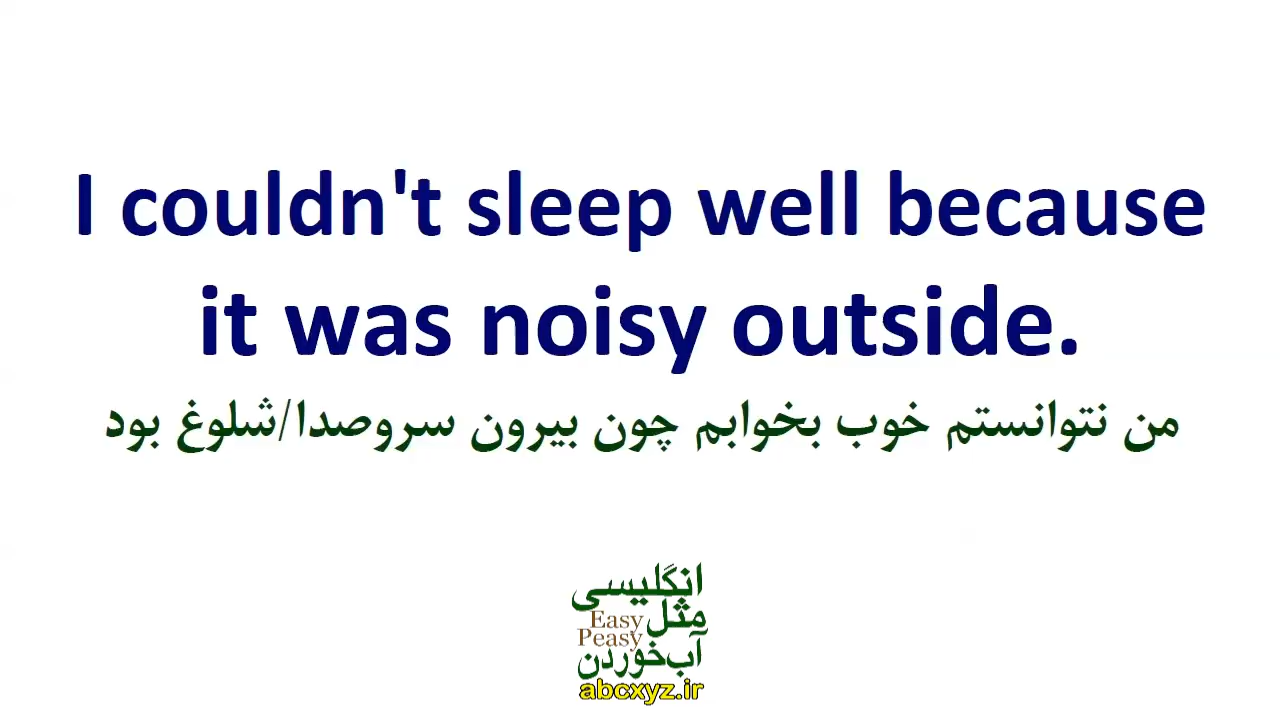 I couldn't sleep well because
it was noisy outside.
من نتوانستم خوب بخوابم چون بیرون سروصدا/شلوغ بود
انگلیسی
مثل Easy
Peasy
آب‌خوردن
abcxyz.ir